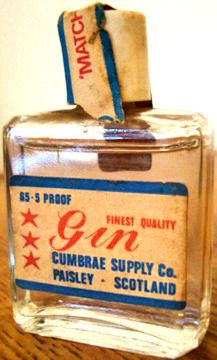 'MATCH
65·5 PROOF
FINEST QUALITY
Gin
CUMBRAE SUPPLY Co.
PAISLEY - SCOTLAND